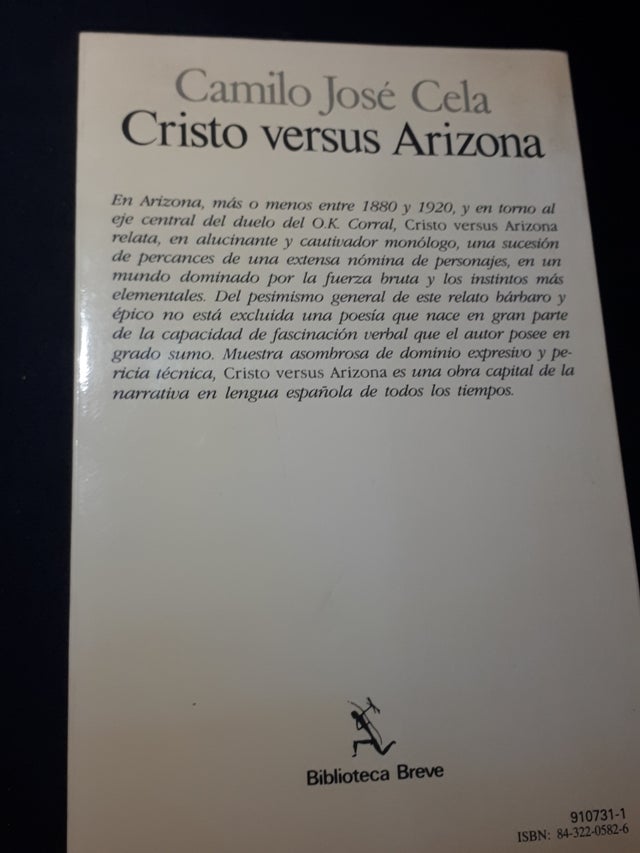 Camilo José Cela
Cristo versus Arizona
En Arizona, más o menos entre 1880 y 1920, y en torno al
eje central del duelo del O.K. Corral, Cristo versus Arizona
relata, en alucinante y cautivador monólogo, una sucesión
de percances de una extensa nómina de personajes, en un
mundo dominado por la fuerza bruta y los instintos más
elementales. Del pesimismo general de este relato bárbaro y
épico no está excluida una poesía que nace en gran parte
de la capacidad de fascinación verbal que el autor posee en
grado sumo. Muestra asombrosa de dominio expresivo y pe-
ricia técnica, Cristo versus Arizona es una obra capital de la
narrativa en lengua española de todos los tiempos.
Biblioteca Breve
910731-1
ISBN: 84-322-0582-6